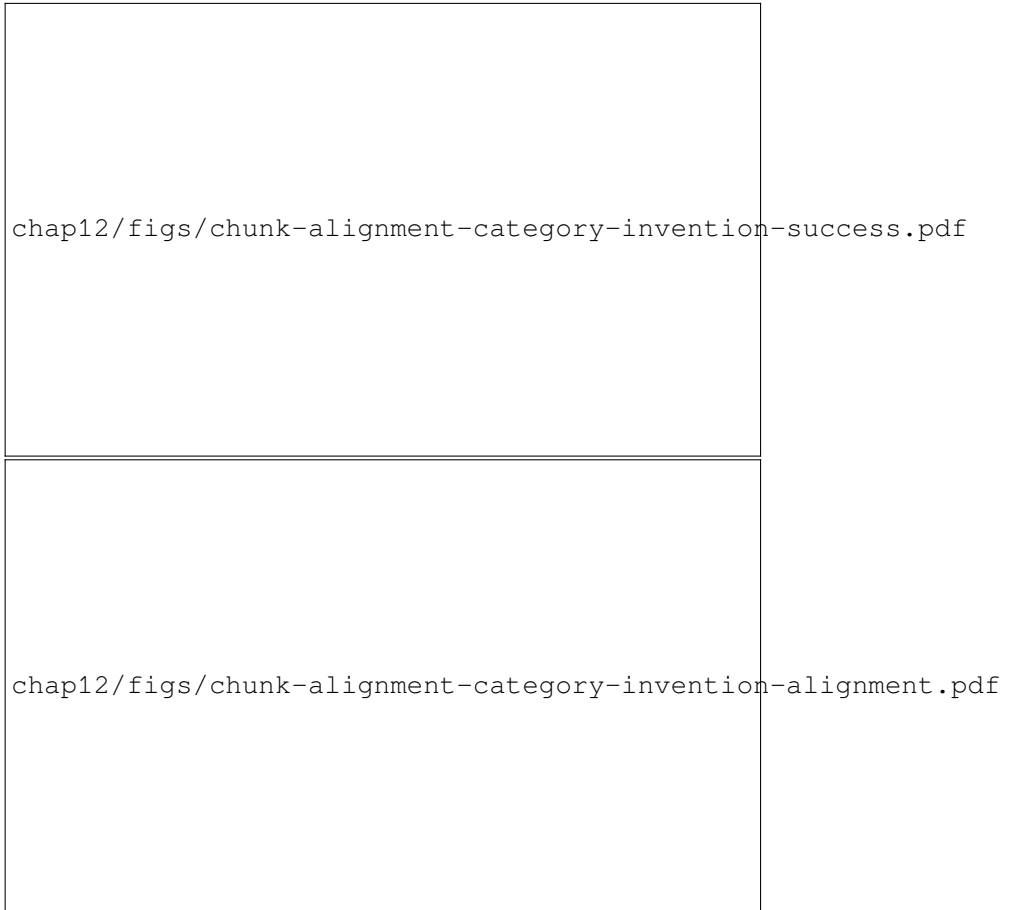 chap12/figs/chunk-alignment-category-invention-success.pdf
chap12/figs/chunk-alignment-category-invention-alignment.pdf